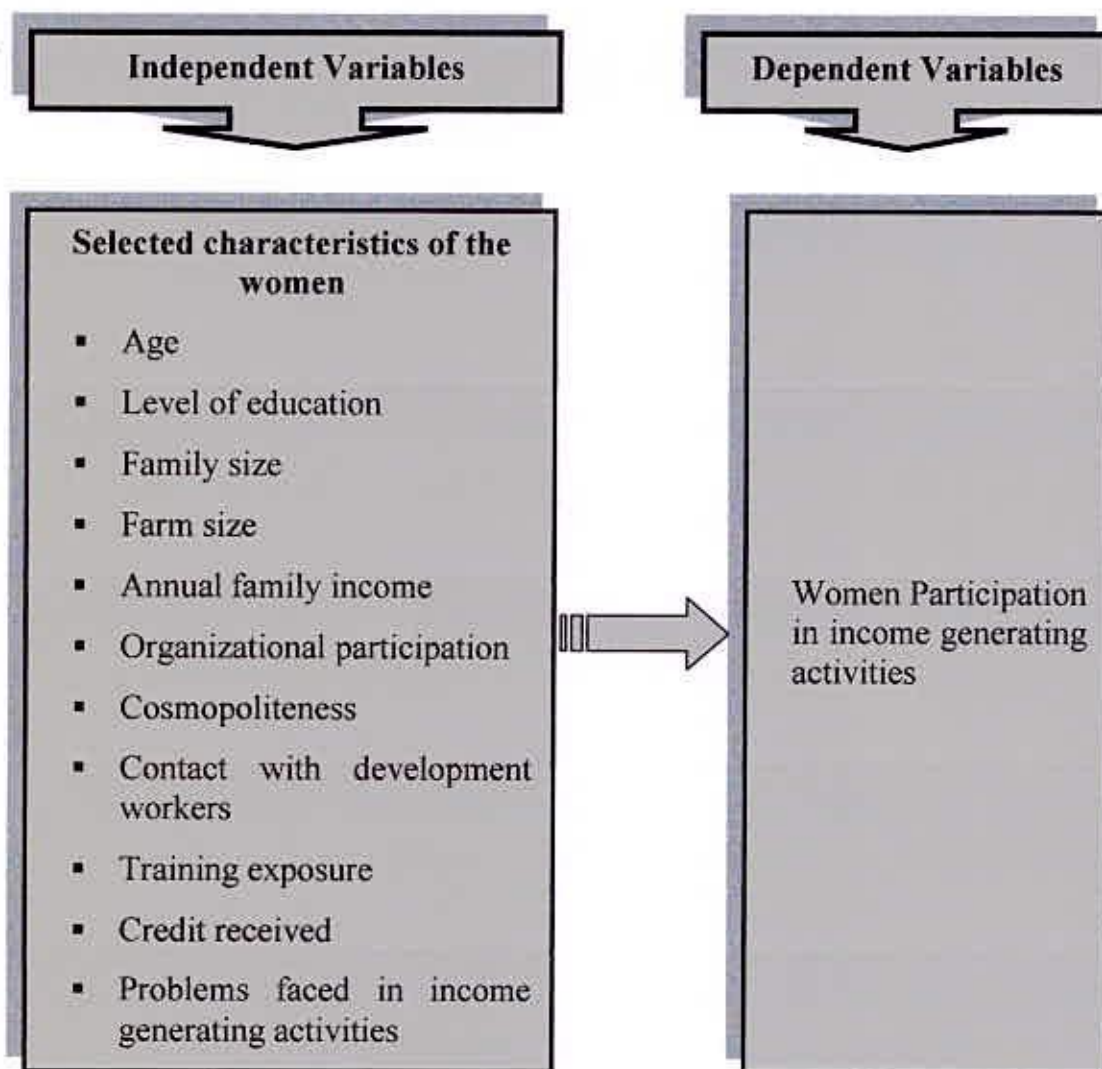 Independent Variables
Dependent Variables
Selected characteristics of the
women
▪ Age
▪ Level of education
▪ Family size
▪ Farm size
▪ Annual family income
▪ Organizational participation
▪ Cosmopoliteness
▪ Contact with development
workers
▪ Training exposure
▪ Credit received
▪ Problems faced in income
generating activities
Women Participation
in income generating
activities